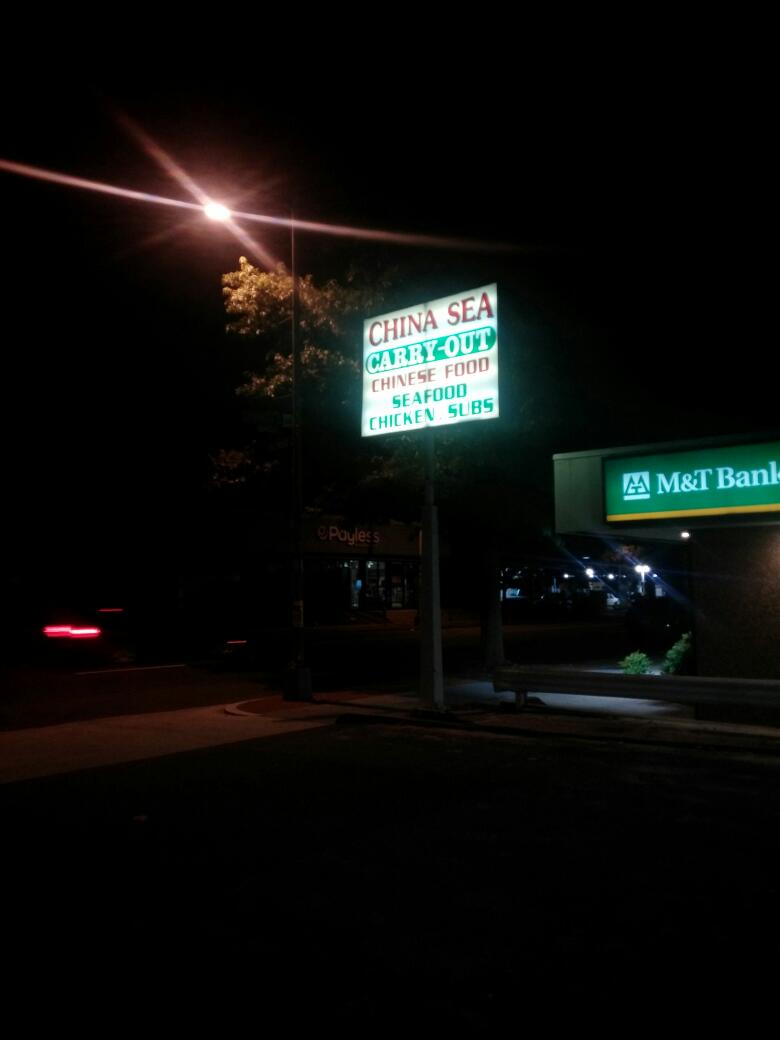 CHINA SEA
CARRY-OUT
CHINESE FOOD
SEAFOOD
CHICKEN . SUBS
M&T Bank
Payless